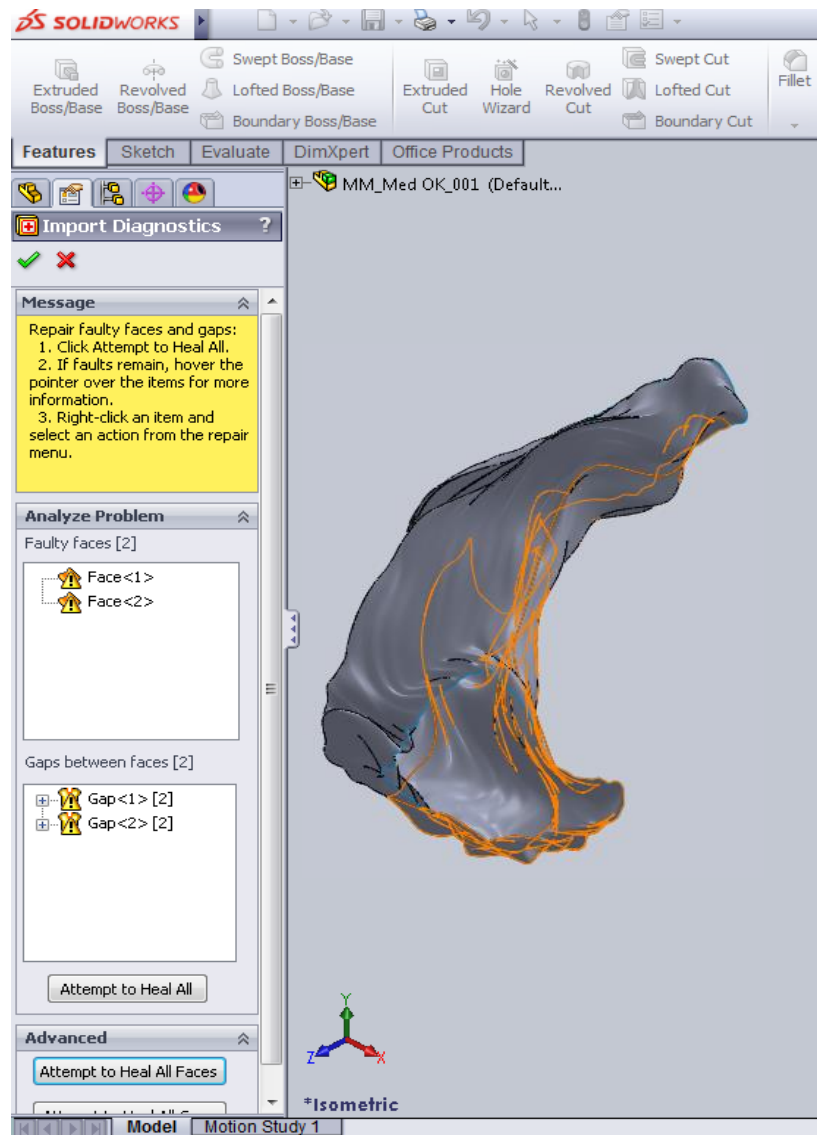 SOLIDWORKS
Extruded Boss/Base
Revolved Boss/Base
Swept Boss/Base
Lofted Boss/Base
Boundary Boss/Base
Extruded Cut
Hole Wizard
Revolved Cut
Swept Cut
Lofted Cut
Boundary Cut
Fillet
Features Sketch Evaluate DimXpert Office Products
MM_Med OK_001 (Default...
Import Diagnostics ?
Message
Repair faulty faces and gaps:
1. Click Attempt to Heal All.
2. If faults remain, hover the
pointer over the items for more
information.
3. Right-click an item and
select an action from the repair
menu.
Analyze Problem
Faulty faces [2]
Face<1>
Face<2>
Gaps between faces [2]
Gap<1> [2]
Gap<2> [2]
Attempt to Heal All
Advanced
Attempt to Heal All Faces
Y
Z
X
*Isometric
Model Motion Study 1